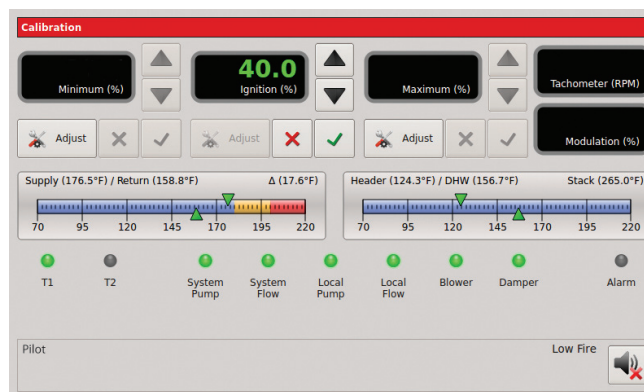 Calibration
40.0
Minimum (%)
Ignition (%)
Maximum (%)
Tachometer (RPM)
Adjust
Adjust
Adjust
Modulation (%)
Supply (176.5°F) / Return (158.8°F)
Δ (17.6°F)
Header (124.3°F) / DHW (156.7°F)
Stack (265.0°F)
70 95 120 145 170 195 220
70 95 120 145 170 195 220
T1
T2
System Pump
System Flow
Local Pump
Local Flow
Blower
Damper
Alarm
Pilot
Low Fire